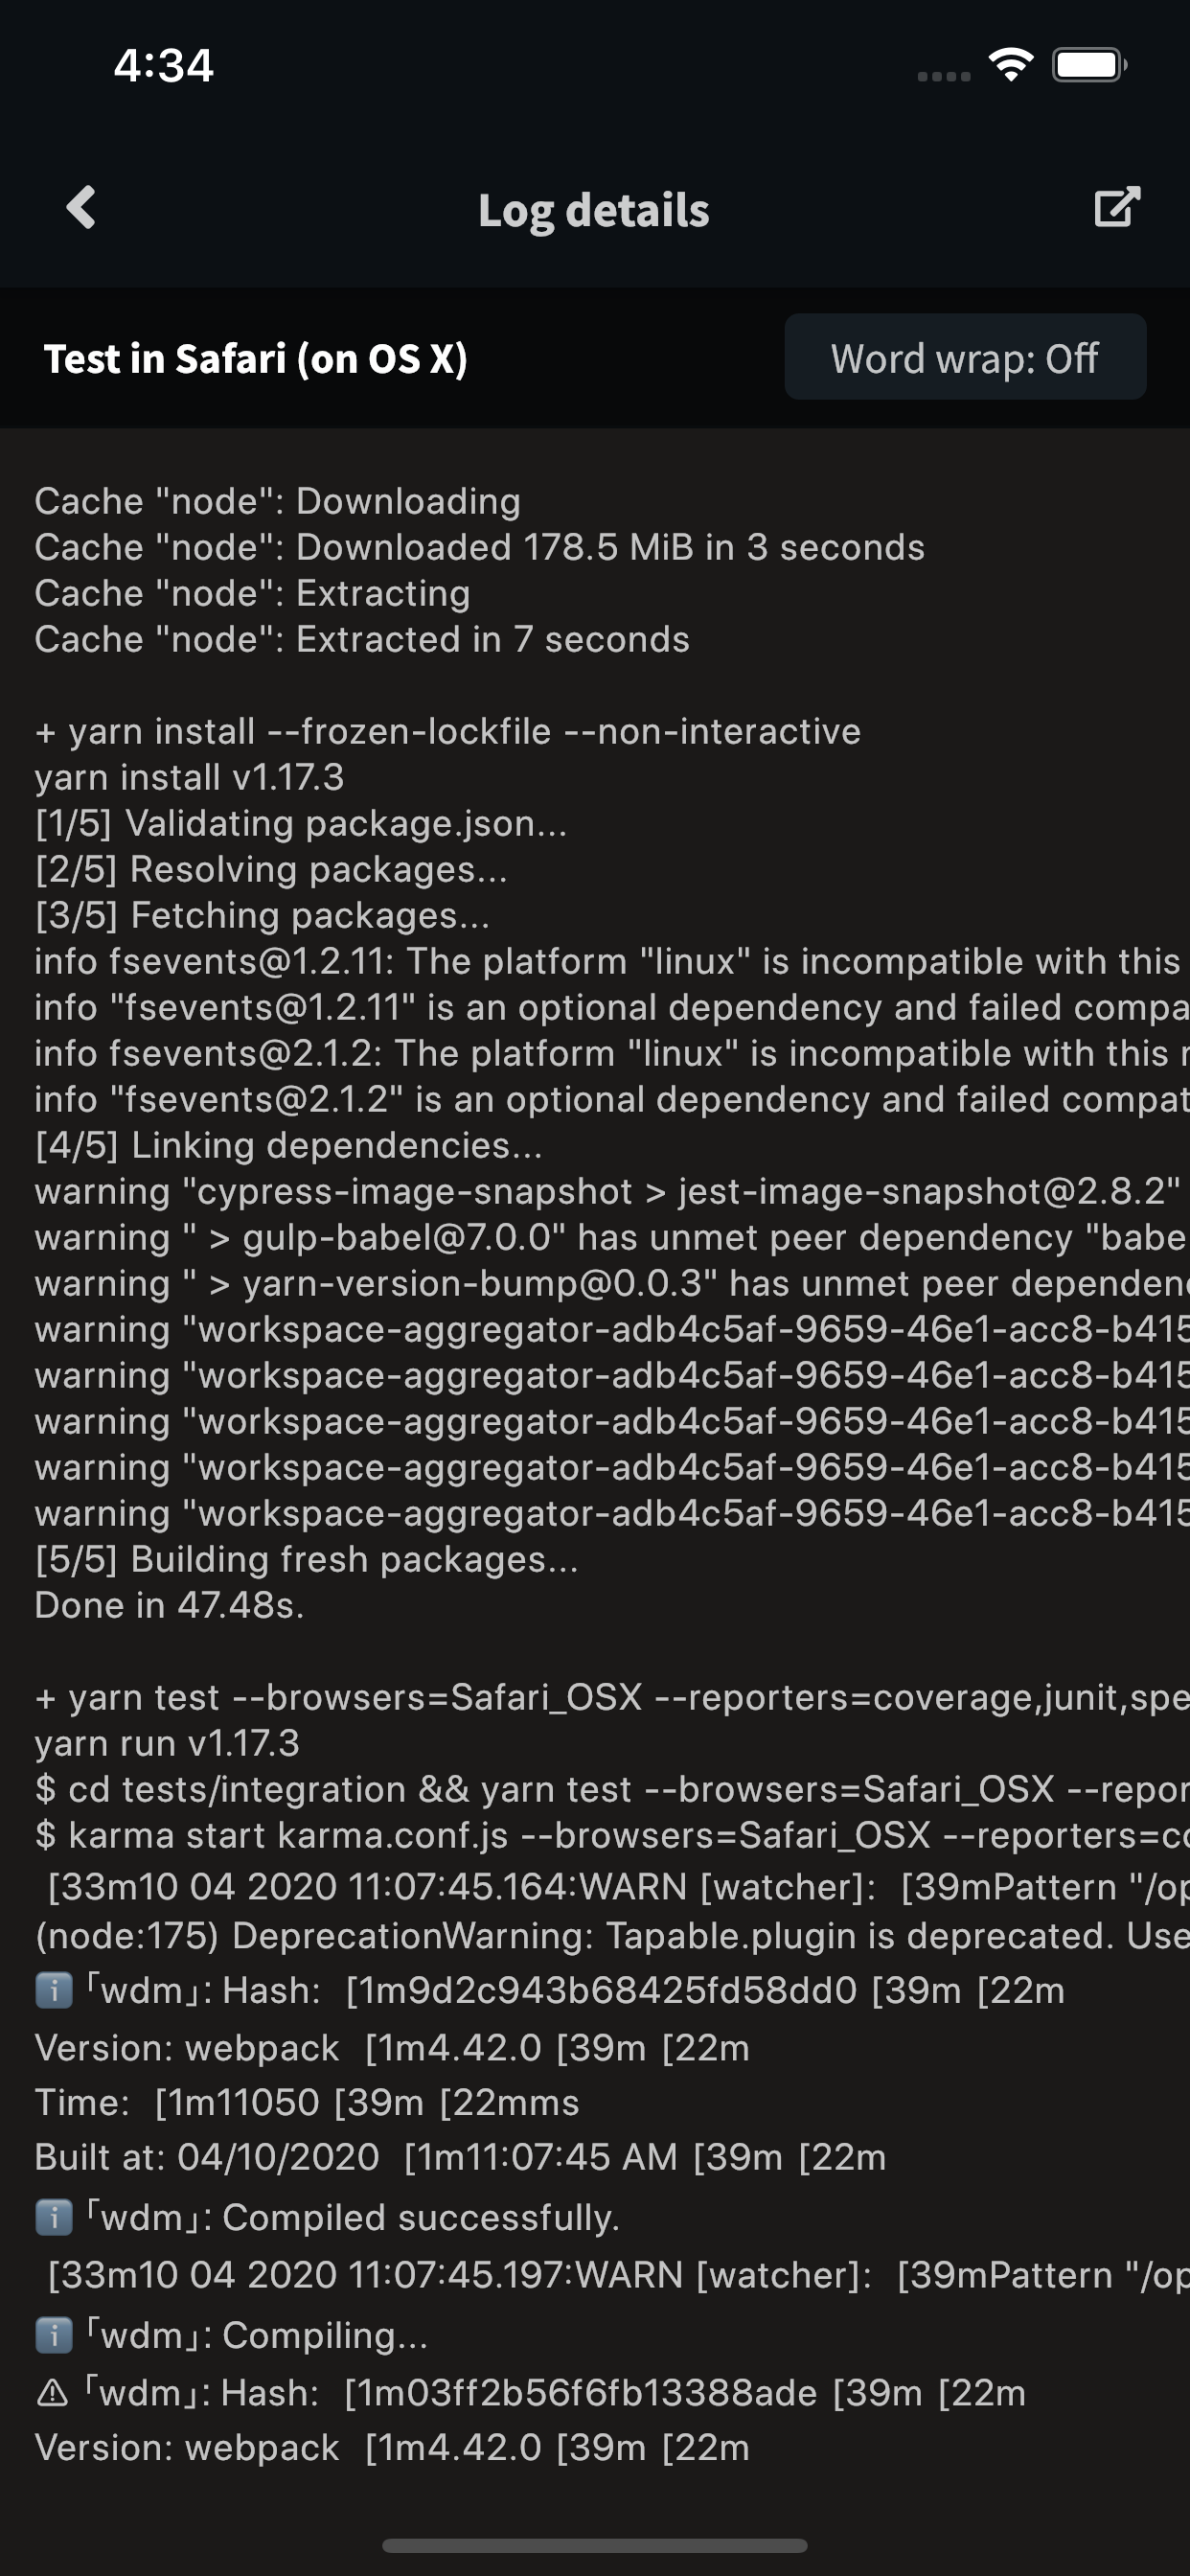 4:34
Log details
Test in Safari (on OS X)
Word wrap: Off
Cache "node": Downloading
Cache "node": Downloaded 178.5 MiB in 3 seconds
Cache "node": Extracting
Cache "node": Extracted in 7 seconds
+ yarn install --frozen-lockfile --non-interactive
yarn install v1.17.3
[1/5] Validating package.json...
[2/5] Resolving packages...
[3/5] Fetching packages...
info fsevents@1.2.11: The platform "linux" is incompatible with this
info "fsevents@1.2.11" is an optional dependency and failed compa
info fsevents@2.1.2: The platform "linux" is incompatible with this r
info "fsevents@2.1.2" is an optional dependency and failed compat
[4/5] Linking dependencies...
warning "cypress-image-snapshot > jest-image-snapshot@2.8.2"
warning " > gulp-babel@7.0.0" has unmet peer dependency "babe
warning " > yarn-version-bump@0.0.3" has unmet peer dependenc
warning "workspace-aggregator-adb4c5af-9659-46e1-acc8-b415
warning "workspace-aggregator-adb4c5af-9659-46e1-acc8-b415
warning "workspace-aggregator-adb4c5af-9659-46e1-acc8-b415
warning "workspace-aggregator-adb4c5af-9659-46e1-acc8-b415
warning "workspace-aggregator-adb4c5af-9659-46e1-acc8-b415
[5/5] Building fresh packages...
Done in 47.48s.
+ yarn test --browsers=Safari_OSX --reporters=coverage,junit,spe
yarn run v1.17.3
$ cd tests/integration && yarn test --browsers=Safari_OSX --repor
$ karma start karma.conf.js --browsers=Safari_OSX --reporters=co
[33m10 04 2020 11:07:45.164:WARN [watcher]: [39mPattern "/op
(node:175) DeprecationWarning: Tapable.plugin is deprecated. Use
ℹ ｢wdm｣: Hash: [1m9d2c943b68425fd58dd0 [39m [22m
Version: webpack [1m4.42.0 [39m [22m
Time: [1m11050 [39m [22mms
Built at: 04/10/2020 [1m11:07:45 AM [39m [22m
ℹ ｢wdm｣: Compiled successfully.
[33m10 04 2020 11:07:45.197:WARN [watcher]: [39mPattern "/op
ℹ ｢wdm｣: Compiling...
⚠ ｢wdm｣: Hash: [1m03ff2b56f6fb13388ade [39m [22m
Version: webpack [1m4.42.0 [39m [22m